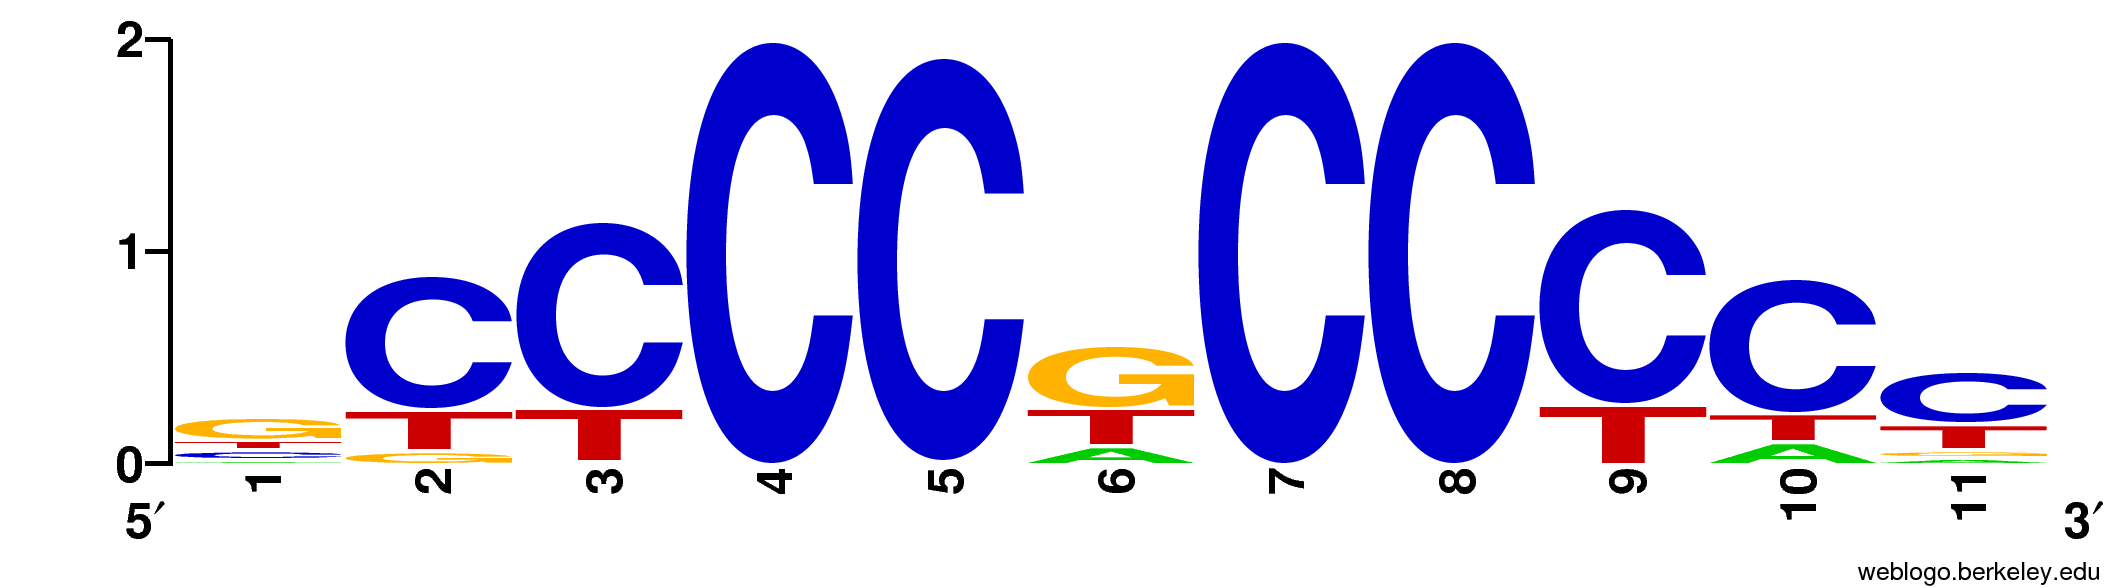 2
1
0
G T C A
C T G
C T
C
C
G T A
C
C
C T
C T A
C T G A
1 2 3 4 5 6 7 8 9 10 11
5′ 3′
weblogo.berkeley.edu